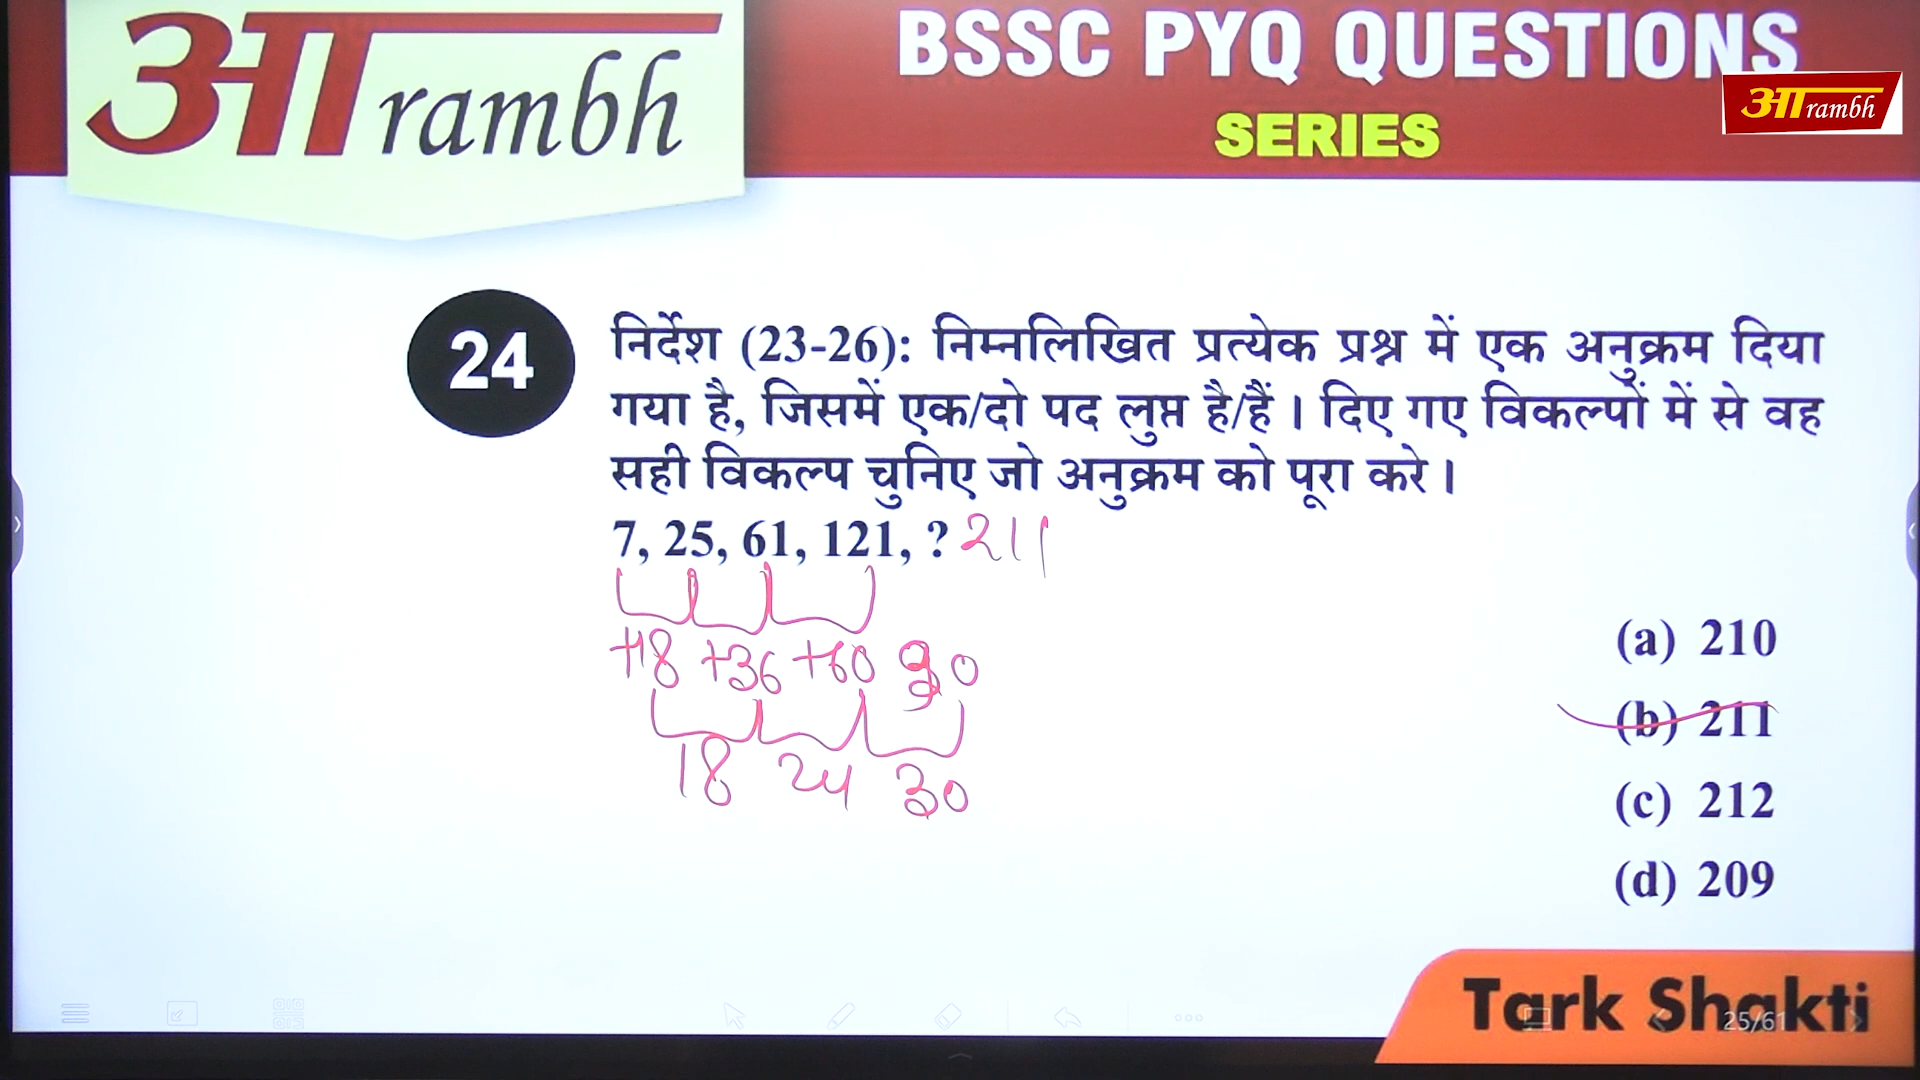 आrambh
BSSC PYQ QUESTIONS
SERIES
आrambh
24
निर्देश (23-26): निम्नलिखित प्रत्येक प्रश्न में एक अनुक्रम दिया
गया है, जिसमें एक/दो पद लुप्त है/हैं। दिए गए विकल्पों में से वह
सही विकल्प चुनिए जो अनुक्रम को पूरा करे।
7, 25, 61, 121, ? 211
+18 +36 +60 90
18 24 30
(a) 210
(b) 211
(c) 212
(d) 209
Tark Shakti
25/61